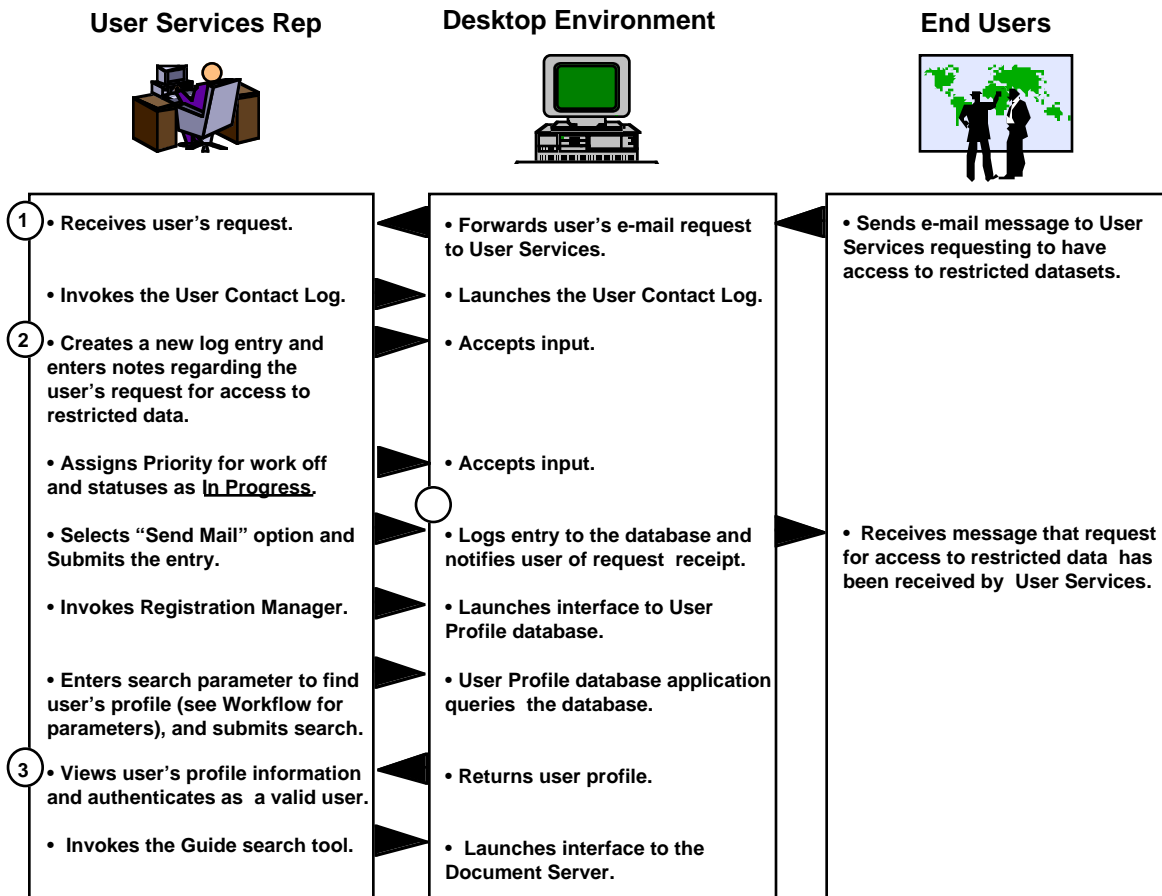 User Services Rep
Desktop Environment
End Users
1
• Receives user's request.
• Forwards user's e-mail request
to User Services.
• Sends e-mail message to User
Services requesting to have
access to restricted datasets.
• Invokes the User Contact Log.
• Launches the User Contact Log.
2
• Creates a new log entry and
enters notes regarding the
user's request for access to
restricted data.
• Accepts input.
• Assigns Priority for work off
and statuses as In Progress.
• Accepts input.
• Selects “Send Mail” option and
Submits the entry.
• Logs entry to the database and
notifies user of request receipt.
• Receives message that request
for access to restricted data has
been received by User Services.
• Invokes Registration Manager.
• Launches interface to User
Profile database.
• Enters search parameter to find
user's profile (see Workflow for
parameters), and submits search.
• User Profile database application
queries the database.
3
• Views user's profile information
and authenticates as a valid user.
• Returns user profile.
• Invokes the Guide search tool.
• Launches interface to the
Document Server.